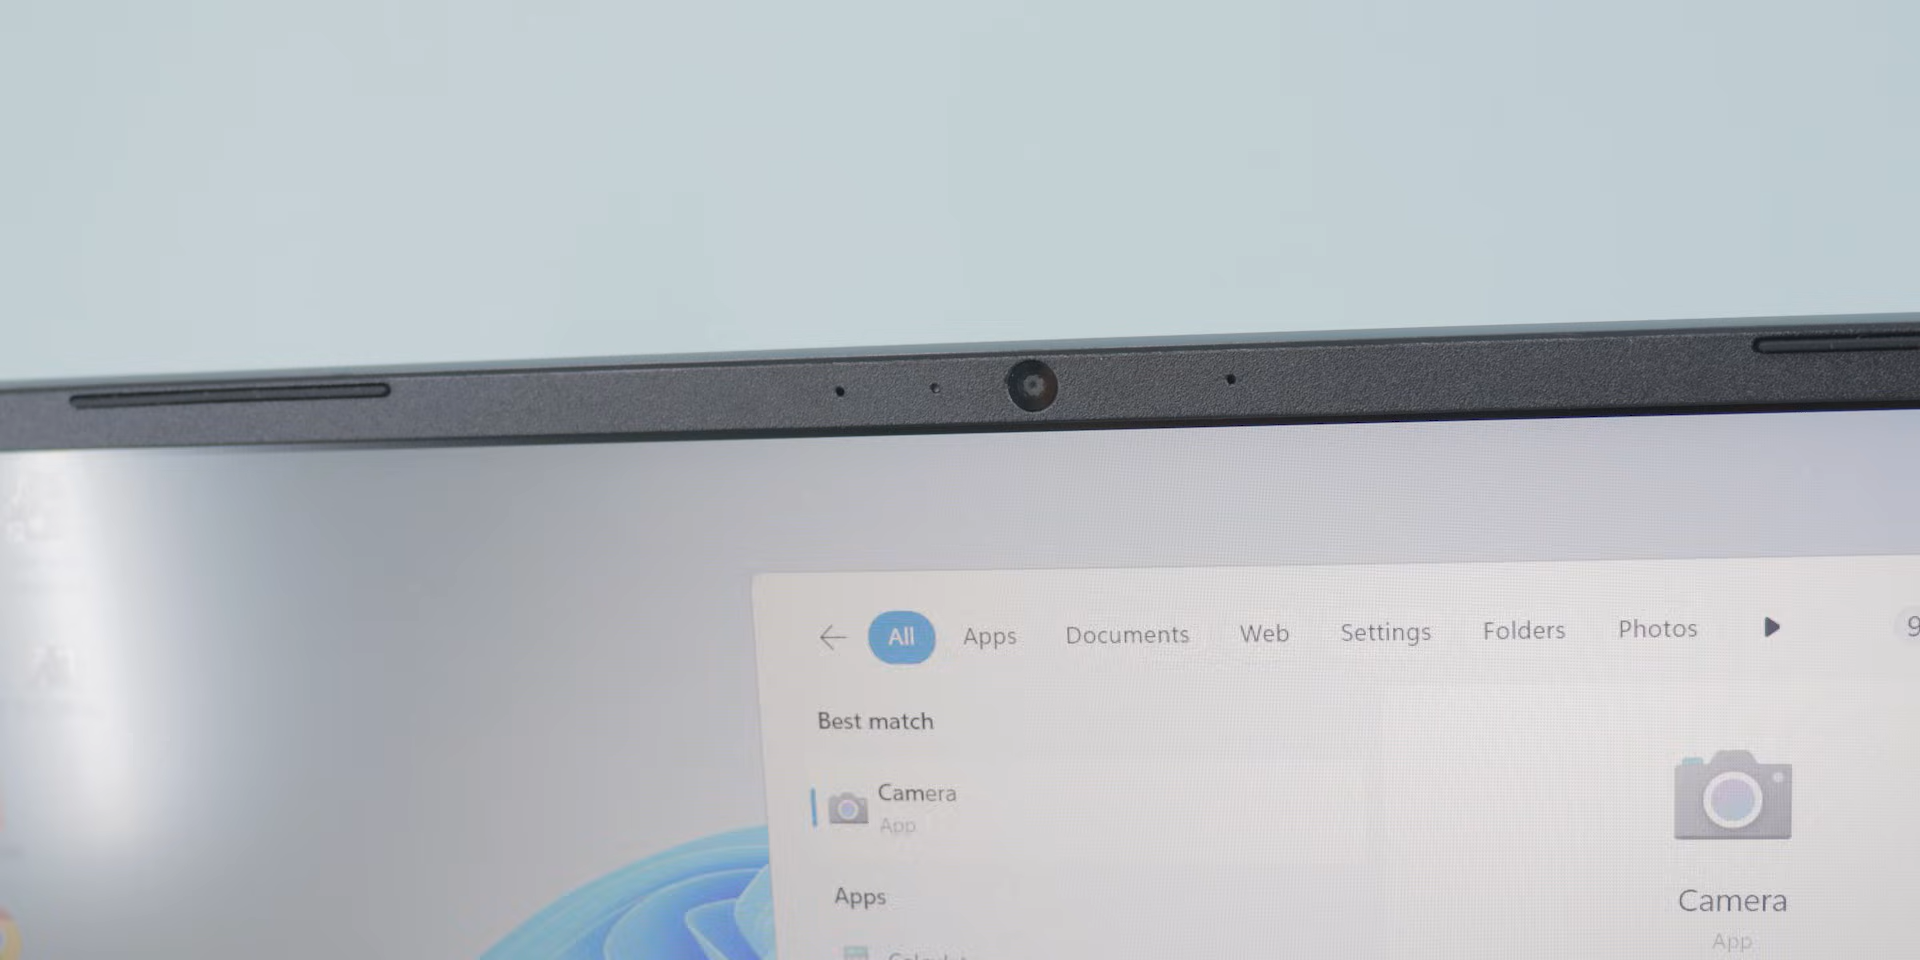 All Apps Documents Web Settings Folders Photos
Best match
Camera
App
Apps
Camera
App